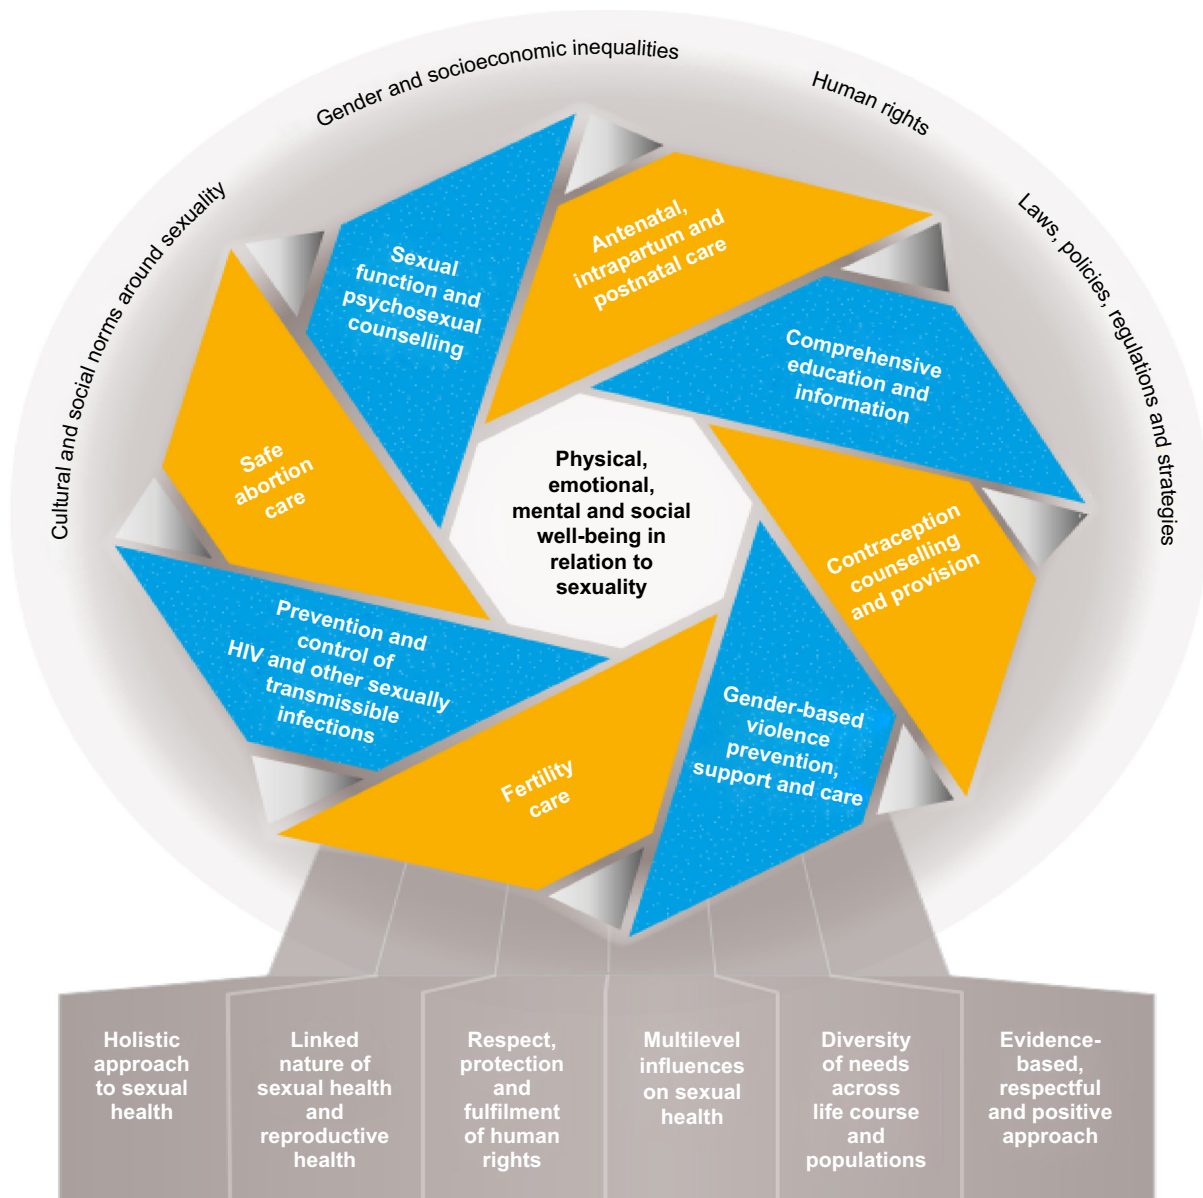 Gender and socioeconomic inequalities
Human rights
Cultural and social norms around sexuality
Laws, policies, regulations and strategies
Sexual
function and
psychosexual
counselling
Antenatal,
intrapartum and
postnatal care
Comprehensive
education and
information
Safe
abortion
care
Physical,
emotional,
mental and social
well-being in
relation to
sexuality
Contraception
counselling
and provision
Prevention and
control of
HIV and other sexually
transmissible
infections
Fertility
care
Gender-based
violence
prevention,
support and care
Holistic
approach
to sexual
health
Linked
nature of
sexual health
and
reproductive
health
Respect,
protection
and
fulfilment
of human
rights
Multilevel
influences
on sexual
health
Diversity
of needs
across
life course
and
populations
Evidence-
based,
respectful
and positive
approach